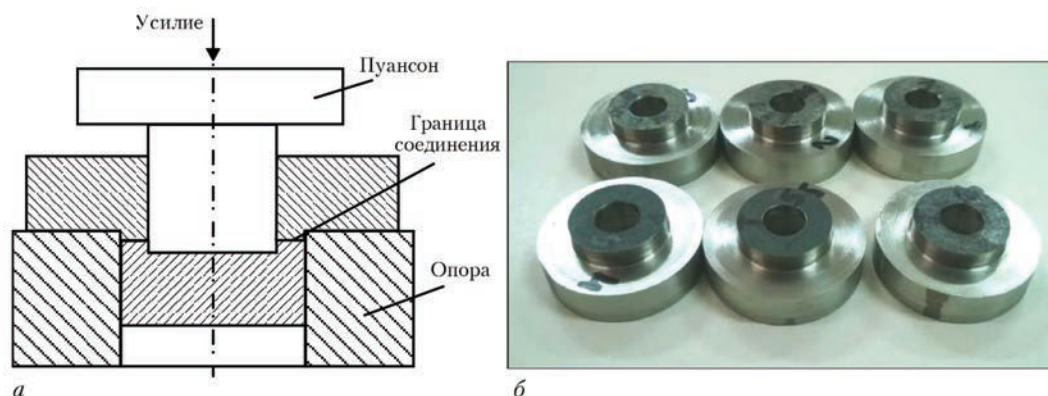 Усилие
Пуансон
Граница
соединения
Опора
а
б